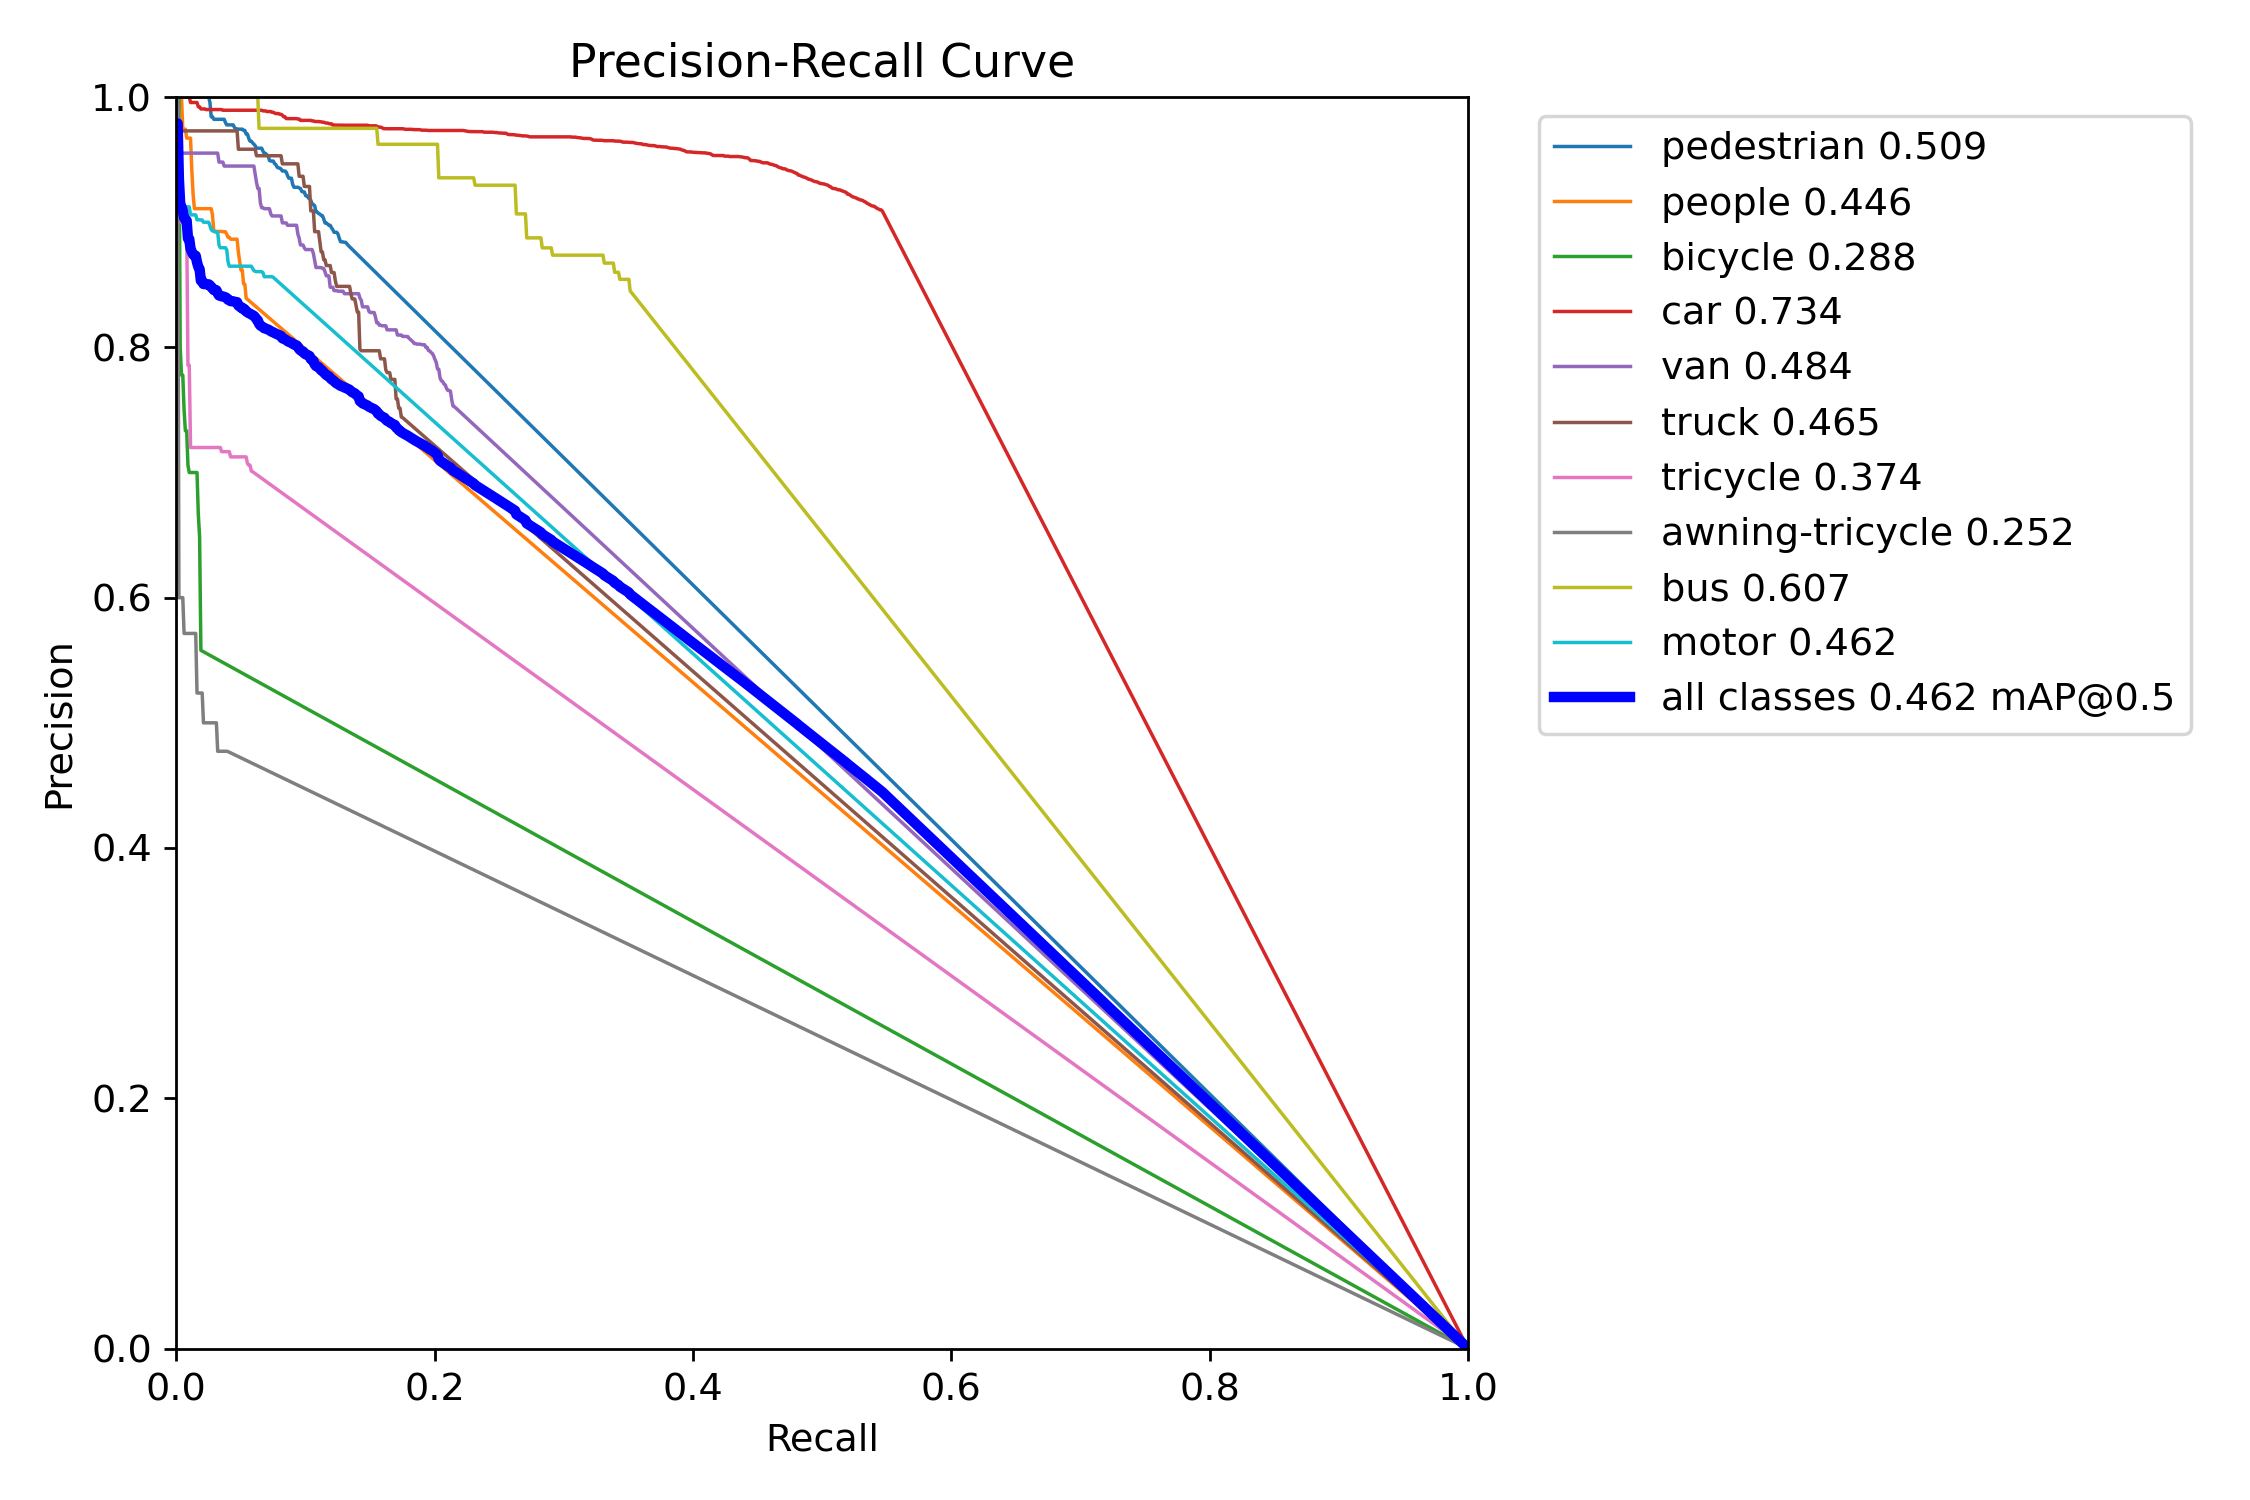 Precision-Recall Curve
1.0
0.8
0.6
0.4
0.2
0.0
Precision
0.0 0.2 0.4 0.6 0.8 1.0
Recall
pedestrian 0.509
people 0.446
bicycle 0.288
car 0.734
van 0.484
truck 0.465
tricycle 0.374
awning-tricycle 0.252
bus 0.607
motor 0.462
all classes 0.462 mAP@0.5